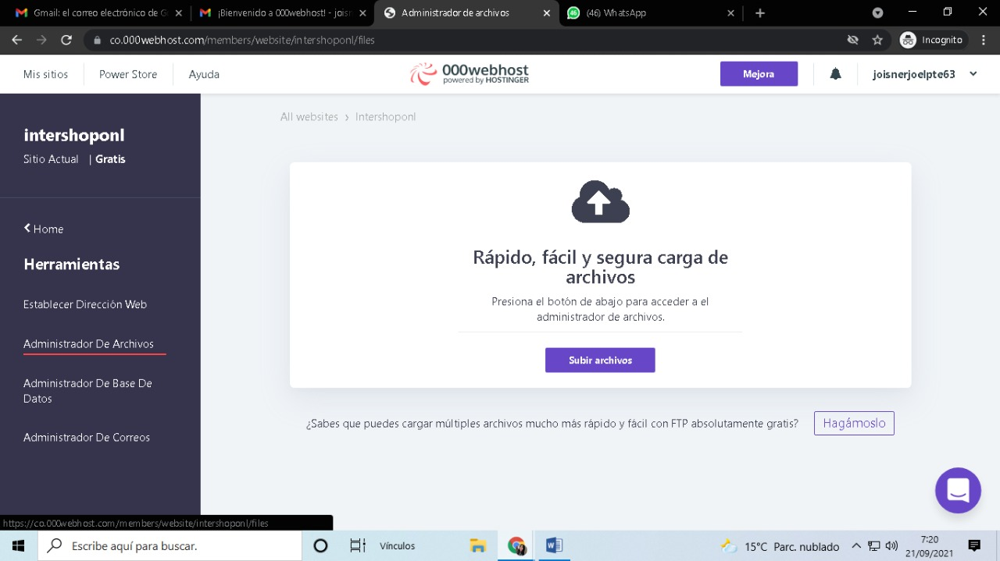 Gmail: el correo electrónico de G
¡Bienvenido a 000webhost! - joisn
Administrador de archivos
46
(46) WhatsApp
co.000webhost.com/members/website/intershoponl/files
Incognito
Mis sitios
Power Store
Ayuda
000webhost
powered by HOSTINGER
Mejora
joisnerjoelpte63
intershoponl
Sitio Actual | Gratis
Home
Herramientas
Establecer Dirección Web
Administrador De Archivos
Administrador De Base De
Datos
Administrador De Correos
All websites › Intershoponl
Rápido, fácil y segura carga de
archivos
Presiona el botón de abajo para acceder a el
administrador de archivos.
Subir archivos
¿Sabes que puedes cargar múltiples archivos mucho más rápido y fácil con FTP absolutamente gratis?
Hagámoslo
https://co.000webhost.com/members/website/intershoponl/files
Escribe aquí para buscar.
Vínculos
15°C Parc. nublado
7:20
21/09/2021